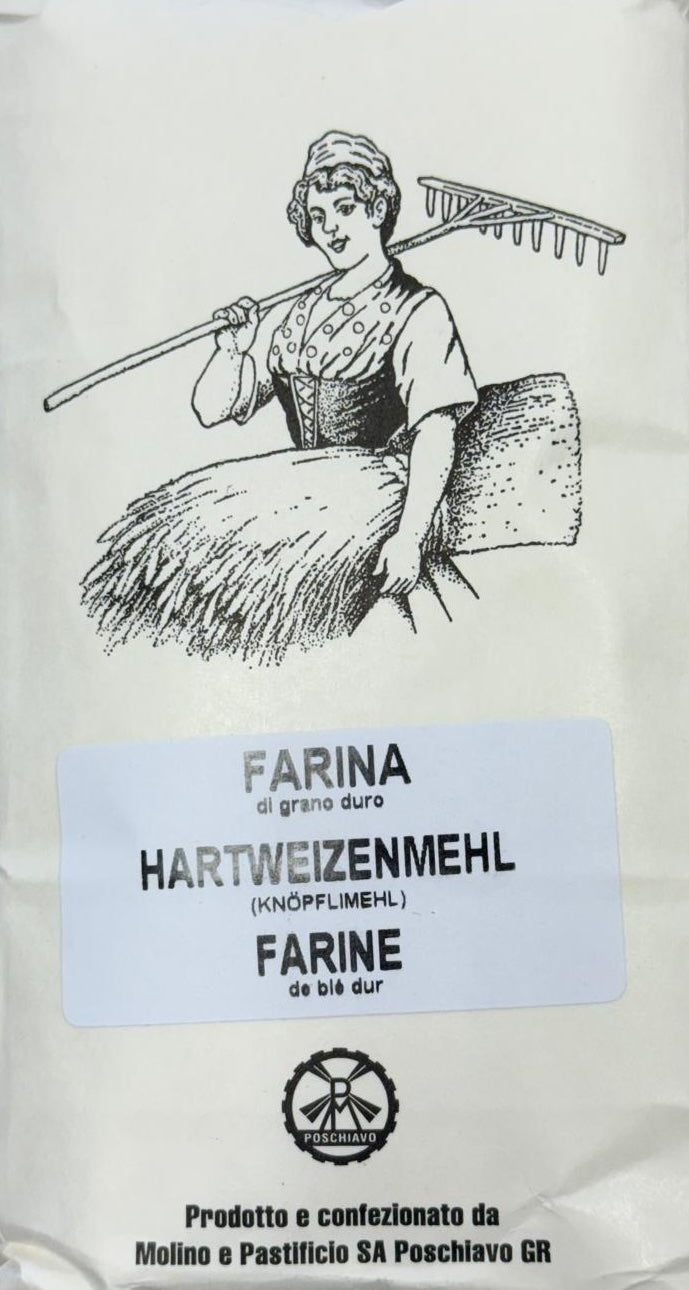 FARINA
di grano duro
HARTWEIZENMEHL
(KNÖPFLIMEHL)
FARINE
de blé dur
PM
POSCHIAVO
Prodotto e confezionato da
Molino e Pastificio SA Poschiavo GR